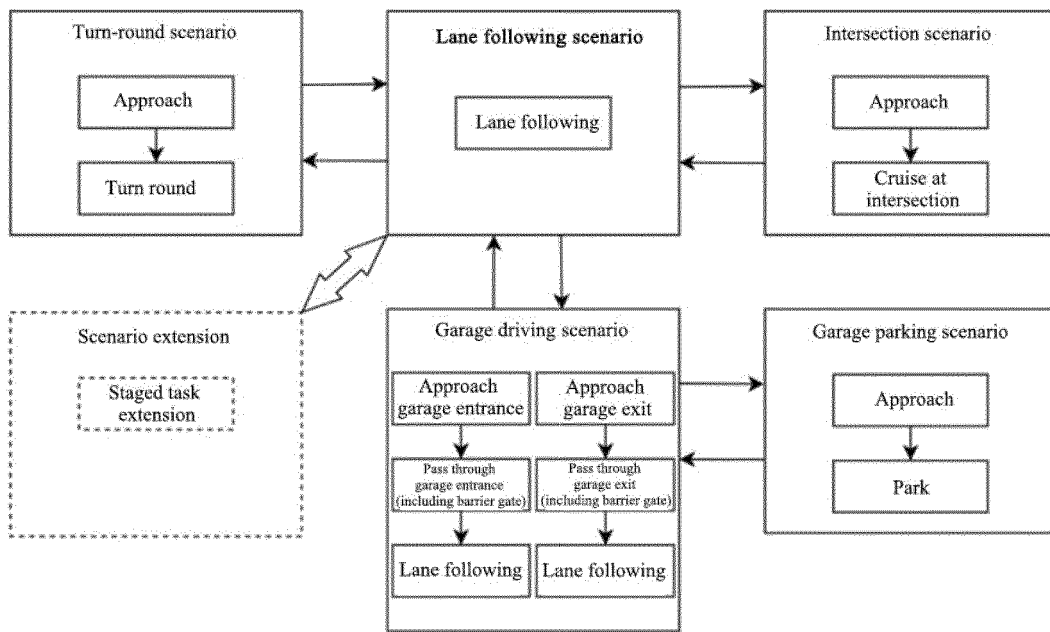 Turn-round scenario
Approach
Turn round
Lane following scenario
Lane following
Intersection scenario
Approach
Cruise at
intersection
Scenario extension
Staged task
extension
Garage driving scenario
Approach
garage entrance
Pass through
garage entrance
(including barrier gate)
Lane following
Approach
garage exit
Pass through
garage exit
(including barrier gate)
Lane following
Garage parking scenario
Approach
Park